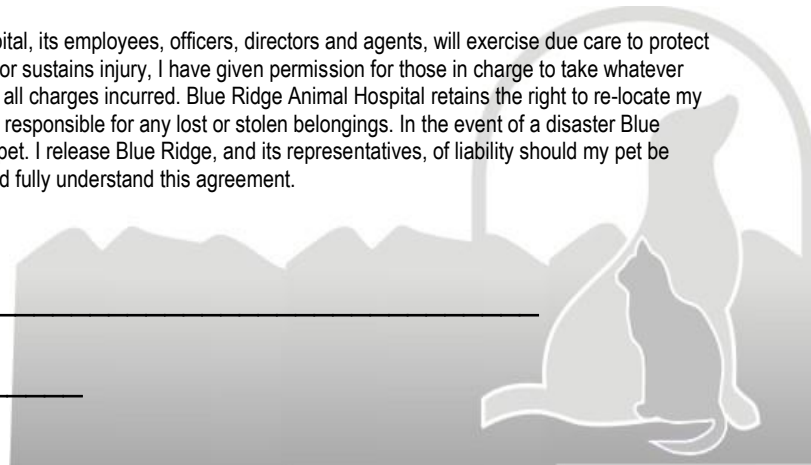 pital, its employees, officers, directors and agents, will exercise due care to protect
or sustains injury, I have given permission for those in charge to take whatever
all charges incurred. Blue Ridge Animal Hospital retains the right to re-locate my
responsible for any lost or stolen belongings. In the event of a disaster Blue
pet. I release Blue Ridge, and its representatives, of liability should my pet be
d fully understand this agreement.